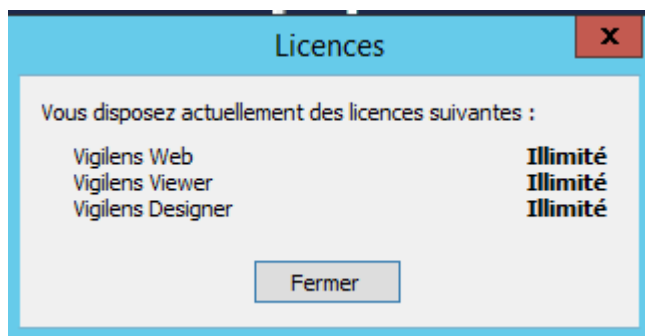 Licences
X
Vous disposez actuellement des licences suivantes :
Vigilens Web Illimité
Vigilens Viewer Illimité
Vigilens Designer Illimité
Fermer